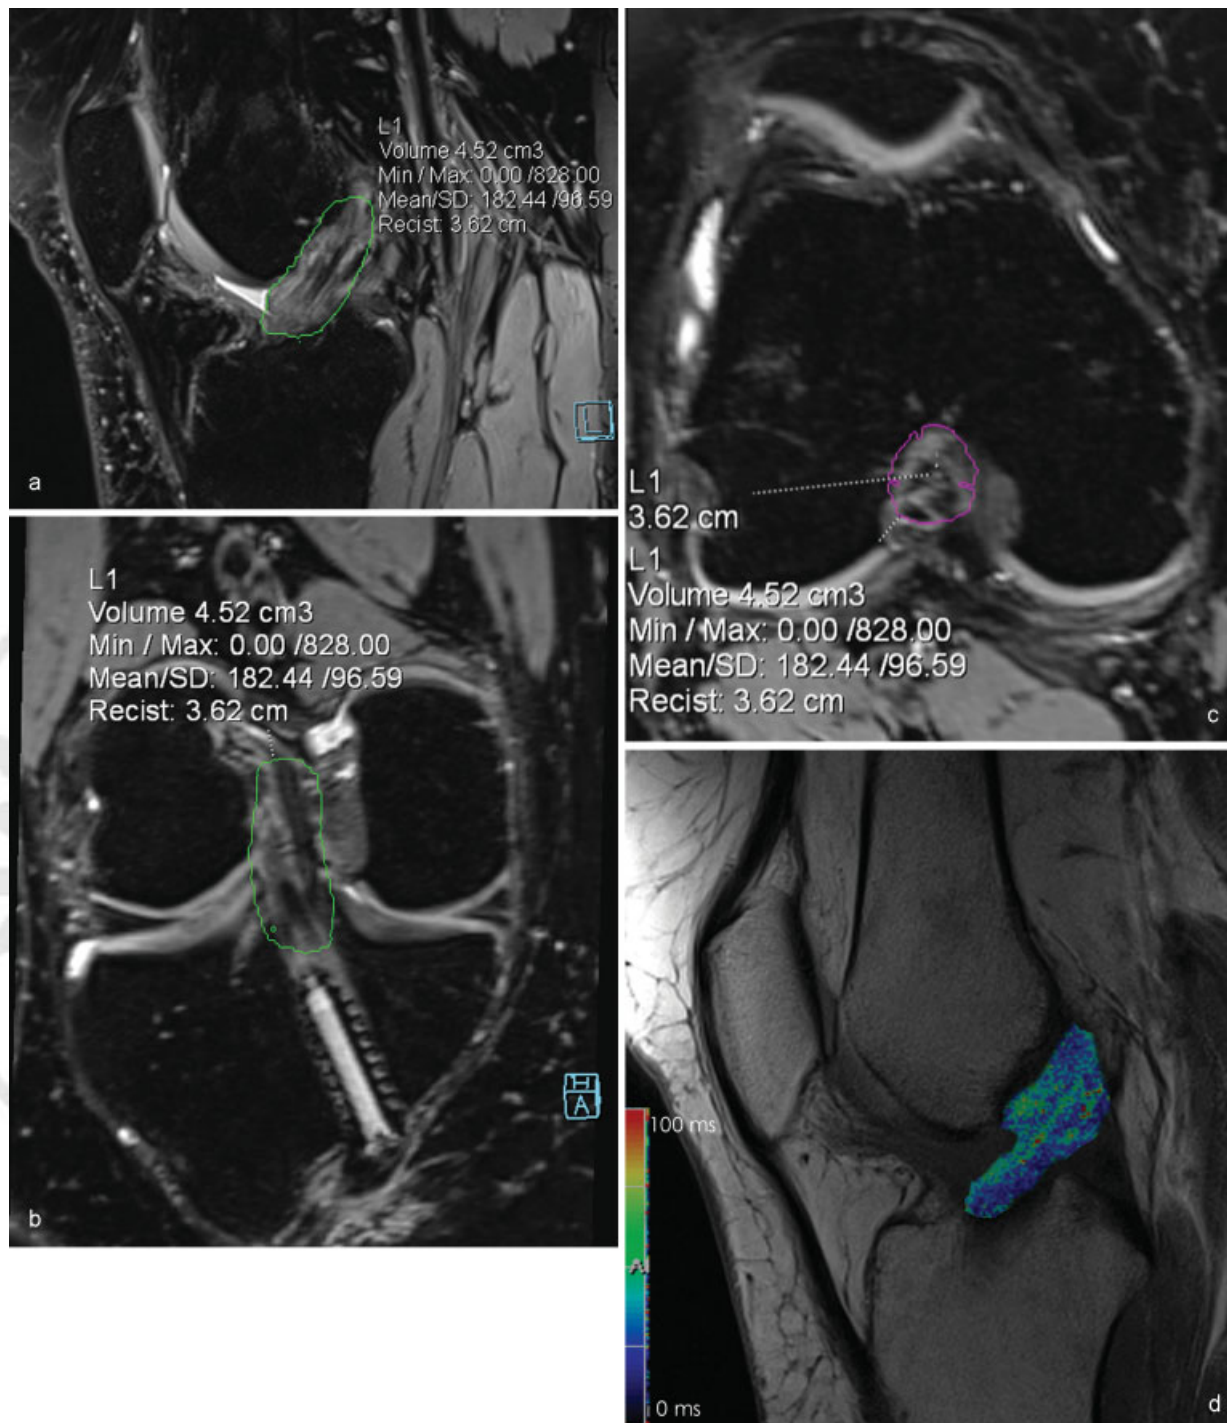 L1
Volume 4.52 cm3
Min / Max: 0.00 /828.00
Mean/SD: 182.44 /96.59
Recist: 3.62 cm
L
a
L1
Volume 4.52 cm3
Min / Max: 0.00 /828.00
Mean/SD: 182.44 /96.59
Recist: 3.62 cm
H
A
b
L1
3.62 cm
L1
Volume 4.52 cm3
Min / Max: 0.00 /828.00
Mean/SD: 182.44 /96.59
Recist: 3.62 cm
c
100 ms
0 ms
d